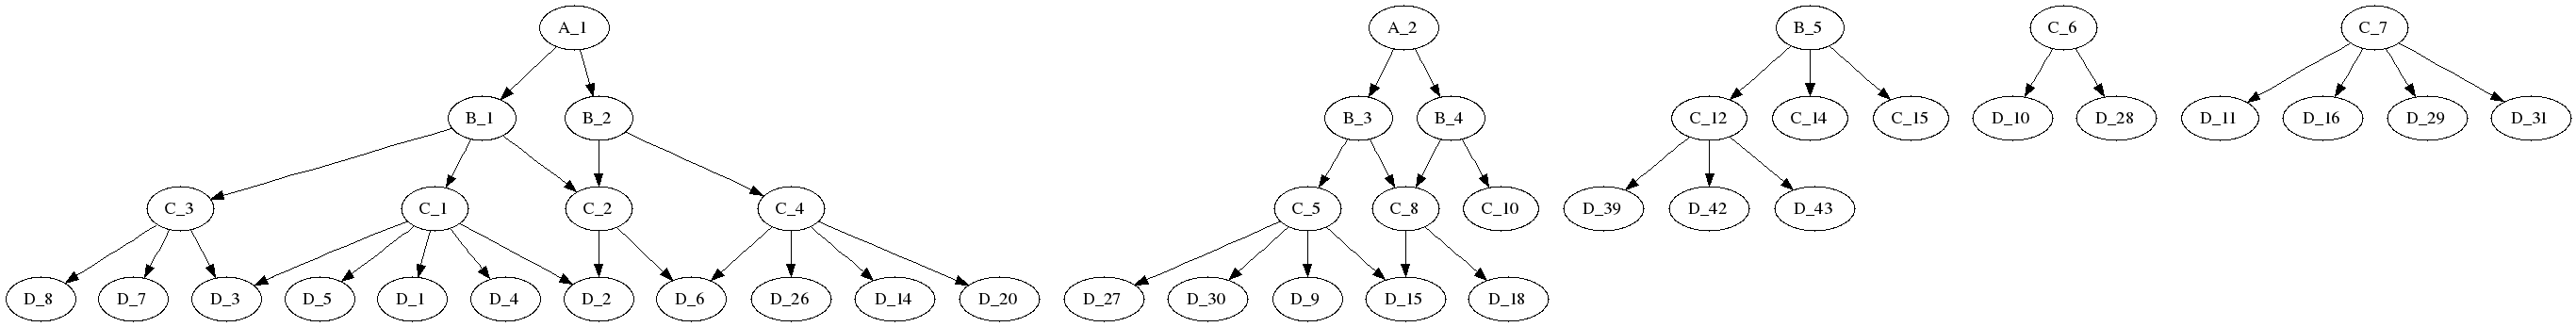 A_1 A_2 B_5 C_6 C_7
B_1 B_2 B_3 B_4 C_12 C_14 C_15 D_10 D_28 D_11 D_16 D_29 D_31
C_3 C_1 C_2 C_4 C_5 C_8 C_10 D_39 D_42 D_43
D_8 D_7 D_3 D_5 D_1 D_4 D_2 D_6 D_26 D_14 D_20 D_27 D_30 D_9 D_15 D_18